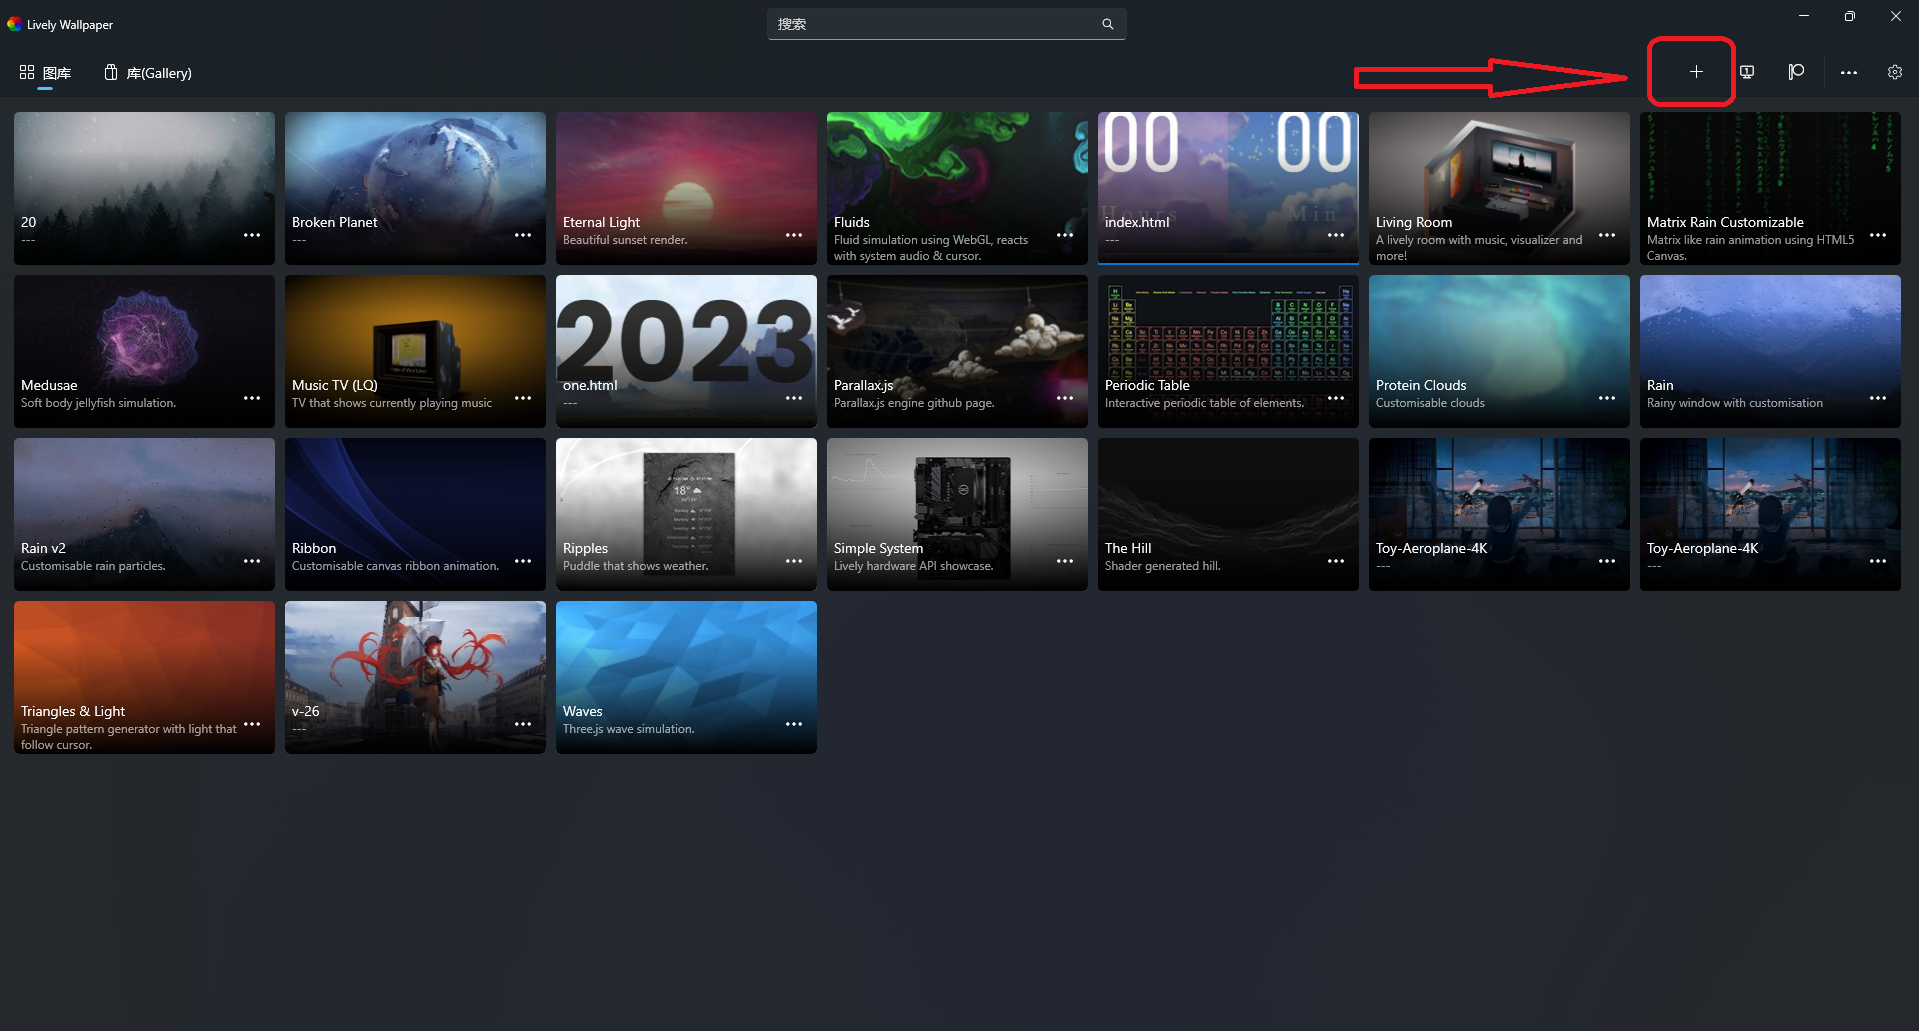 Lively Wallpaper
搜索
图库
库(Gallery)
1
20
---
Broken Planet
---
Eternal Light
Beautiful sunset render.
Fluids
Fluid simulation using WebGL, reacts
with system audio & cursor.
00 00
Hours Min
index.html
---
Living Room
A lively room with music, visualizer and
more!
Matrix Rain Customizable
Matrix like rain animation using HTML5
Canvas.
Medusae
Soft body jellyfish simulation.
Music TV (LQ)
TV that shows currently playing music
2023
one.html
---
Parallax.js
Parallax.js engine github page.
Periodic Table
Interactive periodic table of elements.
Protein Clouds
Customisable clouds
Rain
Rainy window with customisation
Rain v2
Customisable rain particles.
Ribbon
Customisable canvas ribbon animation.
18°
Ripples
Puddle that shows weather.
Simple System
Lively hardware API showcase.
The Hill
Shader generated hill.
Toy-Aeroplane-4K
---
Toy-Aeroplane-4K
---
Triangles & Light
Triangle pattern generator with light that
follow cursor.
v-26
---
Waves
Three.js wave simulation.